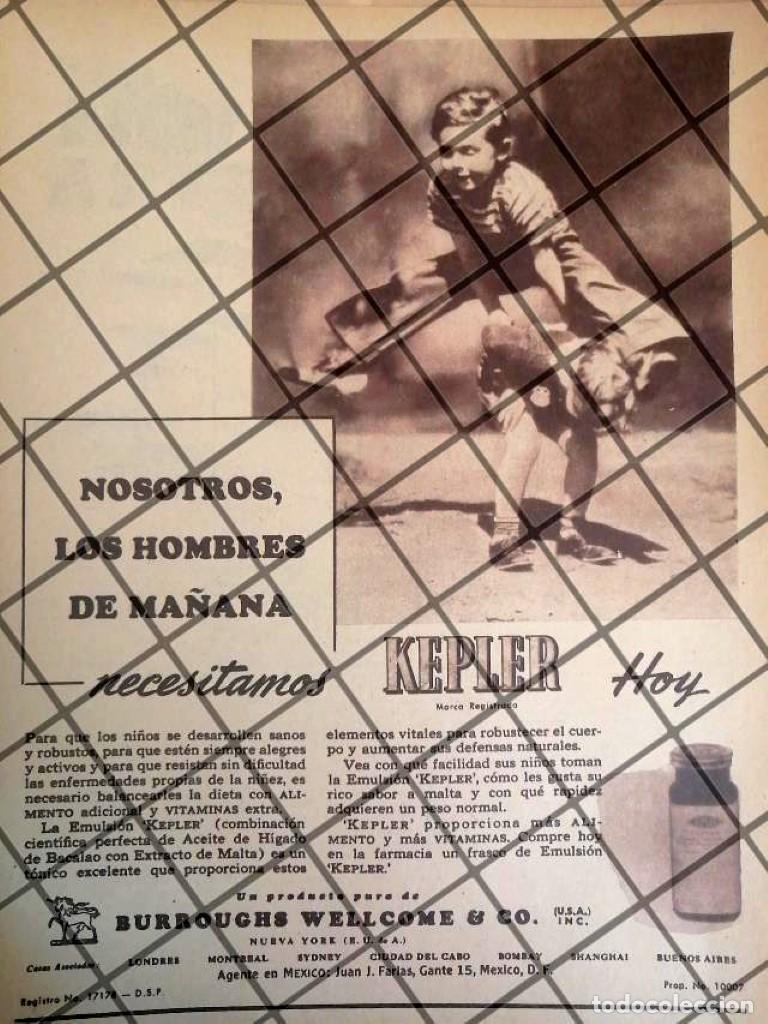 NOSOTROS,
LOS HOMBRES
DE MAÑANA
necesitamos KEPLER Hoy
Marca Registrada
Para que los niños se desarrollen sanos
y robustos, para que estén siempre alegres
y activos y para que resistan sin dificultad
las enfermedades propias de la niñez, es
necesario balancearles la dieta con ALI-
MENTO adicional y VITAMINAS extra.
La Emulsión 'KEPLER' (combinación
científica perfecta de Aceite de Hígado
de Bacalao con Extracto de Malta) es un
tónico excelente que proporciona estos
elementos vitales para robustecer el cuer-
po y aumentar sus defensas naturales.
Vea con qué facilidad sus niños toman
la Emulsión 'KEPLER', cómo les gusta su
rico sabor a malta y con qué rapidez
adquieren un peso normal.
'KEPLER' proporciona más ALI-
MENTO y más VITAMINAS. Compre hoy
en la farmacia un frasco de Emulsión
'KEPLER.'
Un producto puro de
BURROUGHS WELLCOME & CO. (U.S.A.) INC.
NUEVA YORK (E. U. de A.)
Casas Asociadas: LONDRES MONTREAL SYDNEY CIUDAD DEL CABO BOMBAY SHANGHAI BUENOS AIRES
Agente en MEXICO: Juan J. Farías, Gante 15, Mexico, D. F.
Registro No. 17178 — D.S.P.
Prop. No. 10007
todocoleccion
todocoleccion